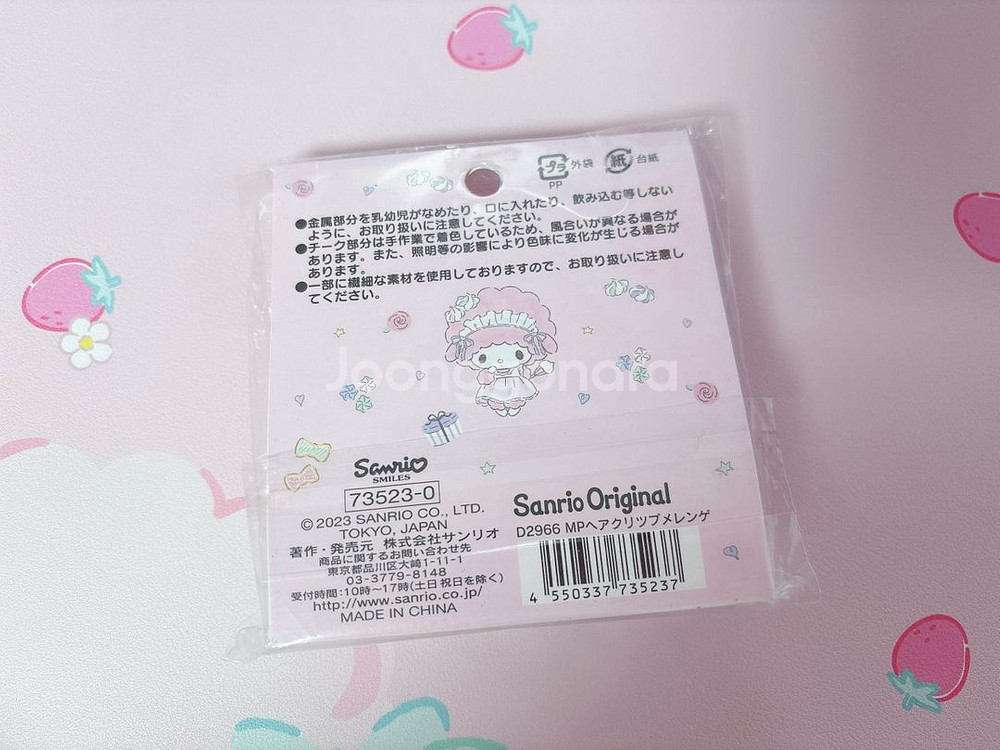 プラ 外袋 紙 台紙
PP
●金属部分を乳幼児がなめたり、口に入れたり、飲み込む等しない
ように、お取り扱いに注意してください。
●チーク部分は手作業で着色しているため、風合いが異なる場合が
あります。また、照明等の影響により色味に変化が生じる場合が
あります。
●一部に繊細な素材を使用しておりますので、お取り扱いに注意し
てください。
Joonggonara
Sanrio
SMILES
73523-0
© 2023 SANRIO CO., LTD.
TOKYO, JAPAN
著作・発売元 株式会社サンリオ
商品に関するお問い合わせ先
東京都品川区大崎1-11-1
03-3779-8148
受付時間：10時～17時(土日祝日を除く)
http://www.sanrio.co.jp/
MADE IN CHINA
Sanrio Original
D2966 MPヘアクリツプメレンゲ
4 550337 735237